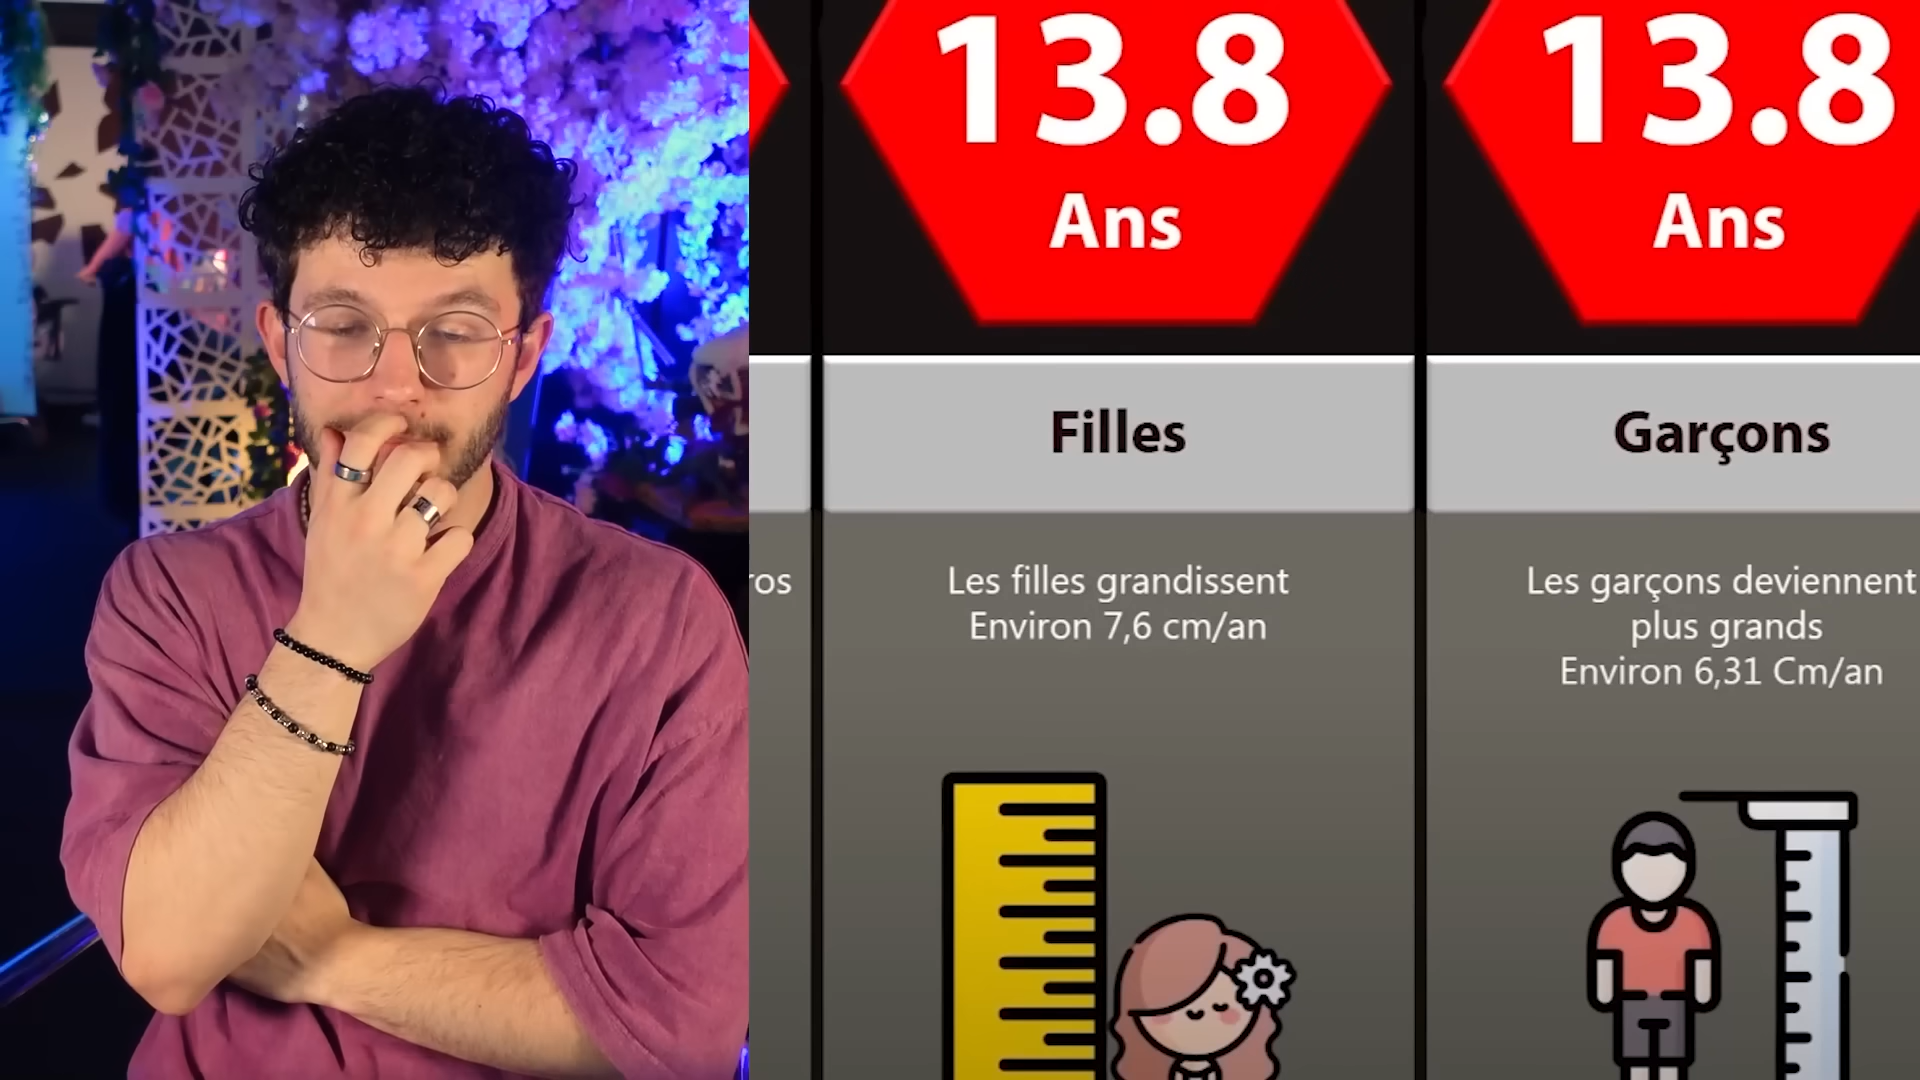 13.8
Ans
Filles
Les filles grandissent
Environ 7,6 cm/an
13.8
Ans
Garçons
Les garçons deviennent
plus grands
Environ 6,31 Cm/an